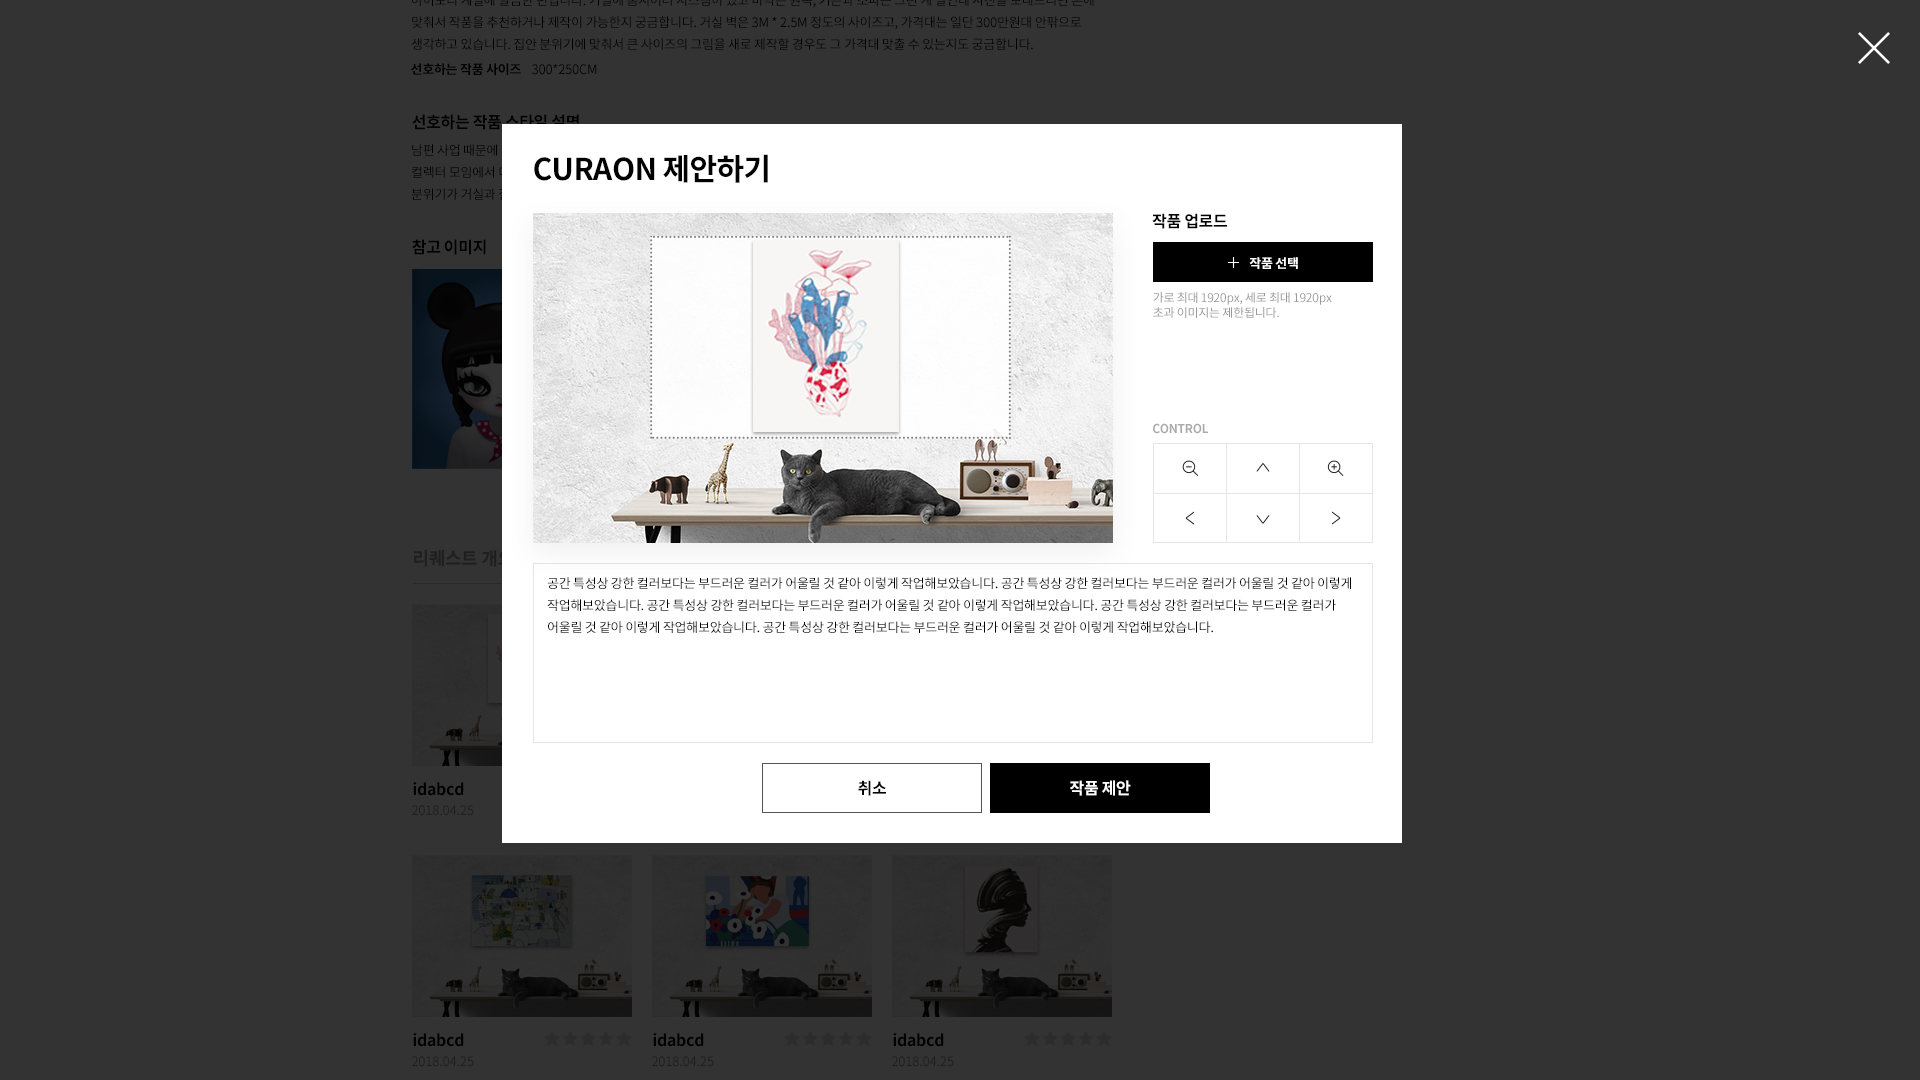 맞춰서 작품을 추천하거나 제작이 가능한지 궁금합니다. 거실 벽은 3M * 2.5M 정도의 사이즈고, 가격대는 일단 300만원대 안팎으로
생각하고 있습니다. 집안 분위기에 맞춰서 큰 사이즈의 그림을 새로 제작할 경우도 그 가격대 맞출 수 있는지도 궁금합니다.
선호하는 작품 사이즈 300*250CM
선호하는 작품 스타일 설명
남편 사업 때문에
컬렉터 모임에서
분위기가 거실과
참고 이미지
CURAON 제안하기
작품 업로드
작품 선택
가로 최대 1920px, 세로 최대 1920px
초과 이미지는 제한됩니다.
CONTROL
공간 특성상 강한 컬러보다는 부드러운 컬러가 어울릴 것 같아 이렇게 작업해보았습니다. 공간 특성상 강한 컬러보다는 부드러운 컬러가 어울릴 것 같아 이렇게
작업해보았습니다. 공간 특성상 강한 컬러보다는 부드러운 컬러가 어울릴 것 같아 이렇게 작업해보았습니다. 공간 특성상 강한 컬러보다는 부드러운 컬러가
어울릴 것 같아 이렇게 작업해보았습니다. 공간 특성상 강한 컬러보다는 부드러운 컬러가 어울릴 것 같아 이렇게 작업해보았습니다.
취소
작품 제안
리퀘스트
idabcd
2018.04.25
idabcd
2018.04.25
idabcd
2018.04.25
idabcd
2018.04.25